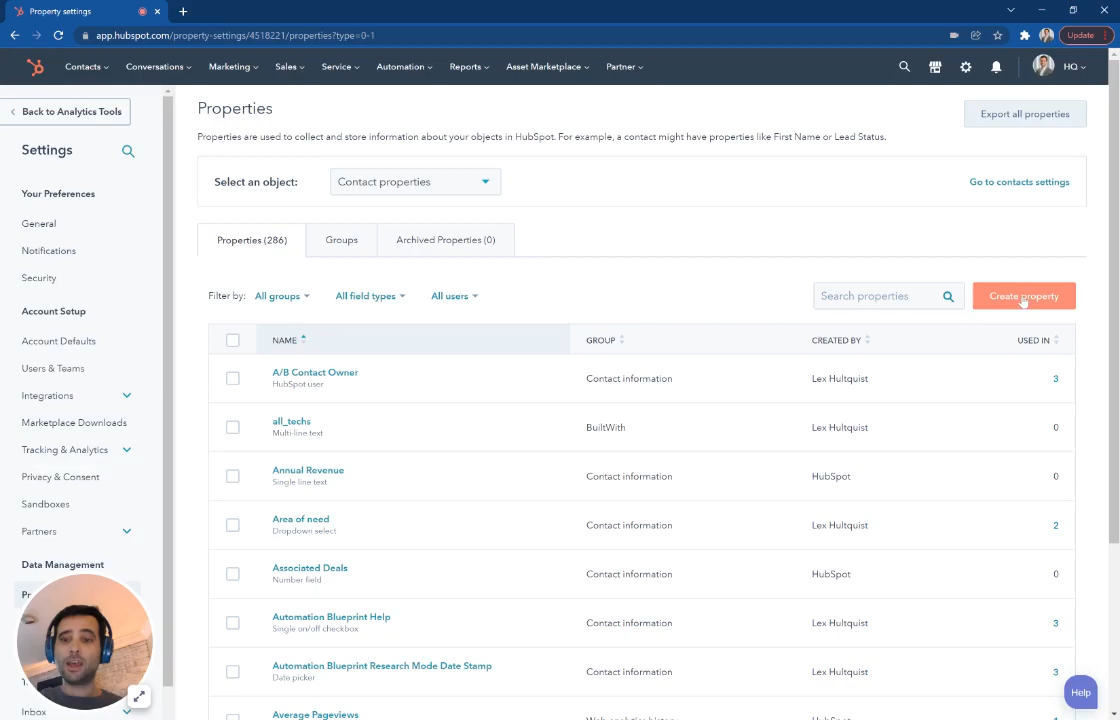 Property settings
app.hubspot.com/property-settings/4518221/properties?type=0-1
Update
Contacts
Conversations
Marketing
Sales
Service
Automation
Reports
Asset Marketplace
Partner
HQ
Back to Analytics Tools
Settings
Your Preferences
General
Notifications
Security
Account Setup
Account Defaults
Users & Teams
Integrations
Marketplace Downloads
Tracking & Analytics
Privacy & Consent
Sandboxes
Partners
Data Management
Inbox
Properties
Export all properties
Properties are used to collect and store information about your objects in HubSpot. For example, a contact might have properties like First Name or Lead Status.
Select an object:
Contact properties
Go to contacts settings
Properties (286)
Groups
Archived Properties (0)
Filter by:
All groups
All field types
All users
Search properties
Create property
NAME
GROUP
CREATED BY
USED IN
A/B Contact Owner
HubSpot user
Contact information
Lex Hultquist
3
all_techs
Multi-line text
BuiltWith
Lex Hultquist
0
Annual Revenue
Single line text
Contact information
HubSpot
0
Area of need
Dropdown select
Contact information
Lex Hultquist
2
Associated Deals
Number field
Contact information
HubSpot
0
Automation Blueprint Help
Single on/off checkbox
Contact information
Lex Hultquist
3
Automation Blueprint Research Mode Date Stamp
Date picker
Contact information
Lex Hultquist
3
Average Pageviews
Help